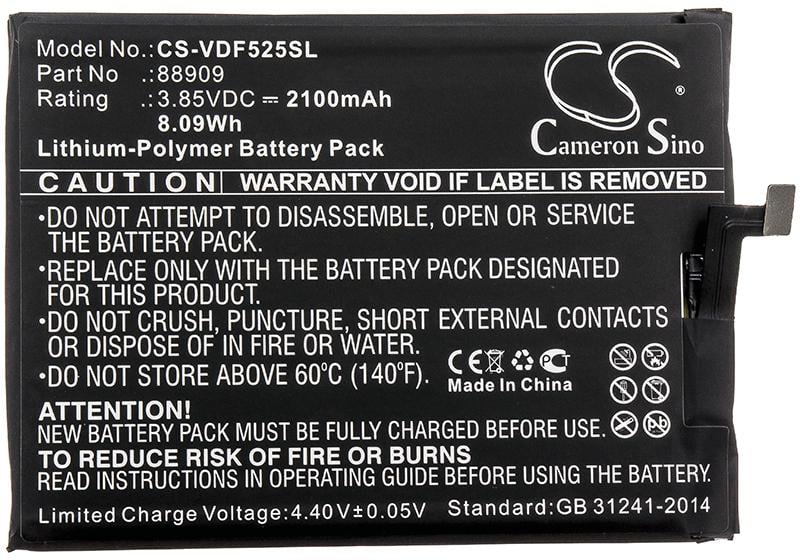 Model No.: CS-VDF525SL
Part No :88909
Rating :3.85VDC ⎓ 2100mAh
8.09Wh
Lithium-Polymer Battery Pack
CS ®
Cameron Sino
CAUTION WARRANTY VOID IF LABEL IS REMOVED
•DO NOT ATTEMPT TO DISASSEMBLE, OPEN OR SERVICE
THE BATTERY PACK.
•REPLACE ONLY WITH THE BATTERY PACK DESIGNATED
FOR THIS PRODUCT.
•DO NOT CRUSH, PUNCTURE, SHORT EXTERNAL CONTACTS
OR DISPOSE OF IN FIRE OR WATER.
•DO NOT STORE ABOVE 60°C (140°F).
CE PCT
Made In China
Pb
ATTENTION!
NEW BATTERY PACK MUST BE FULLY CHARGED BEFORE USE.
TO REDUCE RISK OF FIRE OR BURNS
READ INSTRUCTIONS IN OPERATING MANUAL BEFORE USING THE BATTERY.
Limited Charge Voltage:4.40V±0.05V Standard:GB 31241-2014